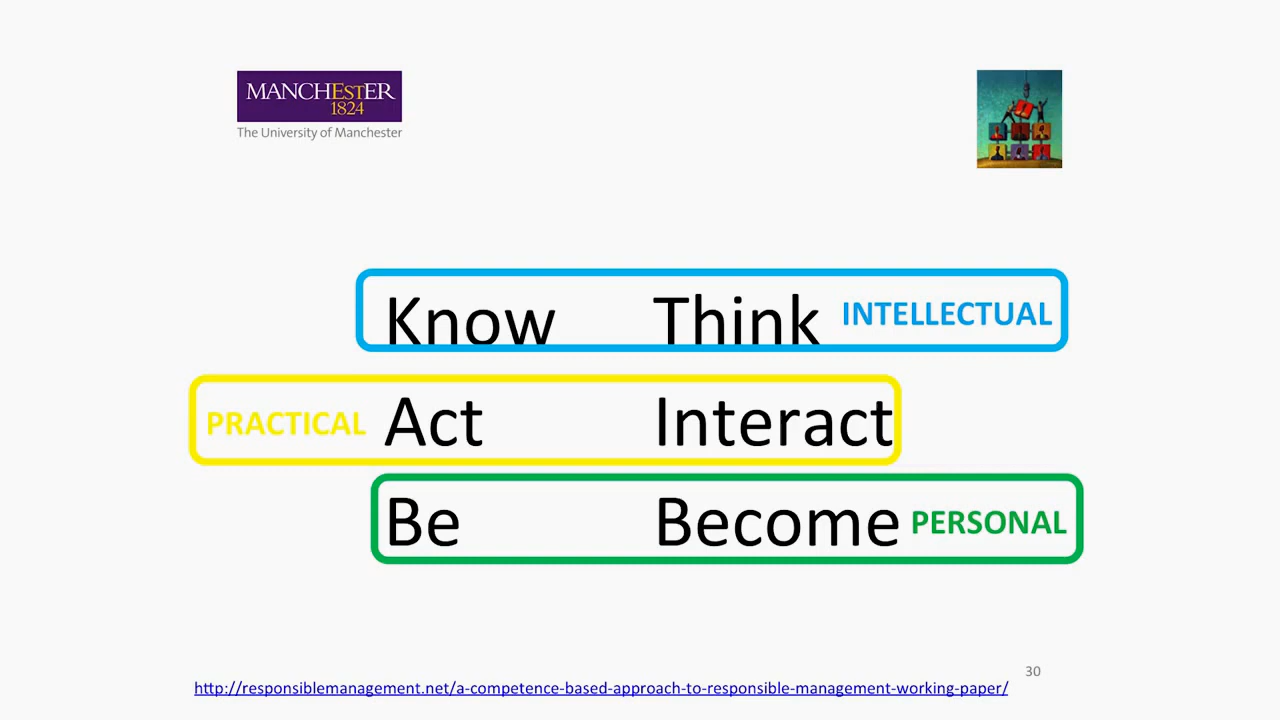 MANCHESTER
1824
The University of Manchester
Know Think INTELLECTUAL
PRACTICAL Act Interact
Be Become PERSONAL
30
http://responsiblemanagement.net/a-competence-based-approach-to-responsible-management-working-paper/